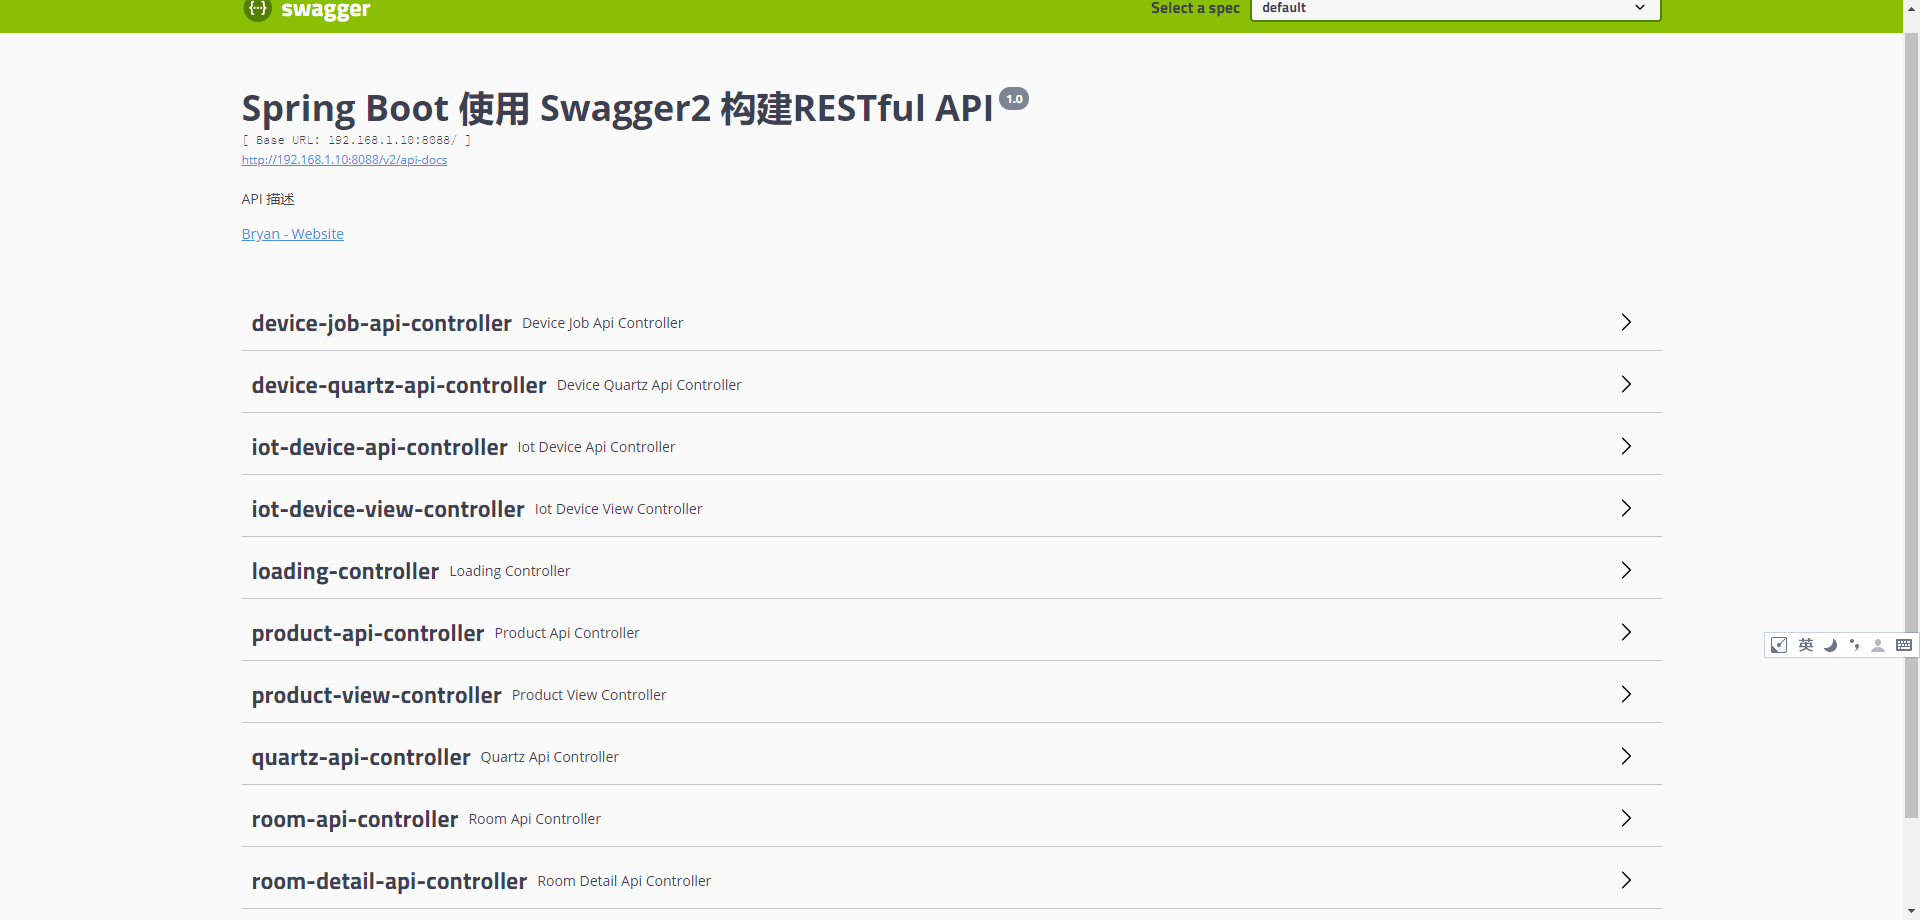 swagger
Select a spec default
Spring Boot 使用 Swagger2 构建RESTful API 1.0
[ Base URL: 192.168.1.10:8088/ ]
http://192.168.1.10:8088/v2/api-docs
API 描述
Bryan - Website
device-job-api-controller Device Job Api Controller
device-quartz-api-controller Device Quartz Api Controller
iot-device-api-controller Iot Device Api Controller
iot-device-view-controller Iot Device View Controller
loading-controller Loading Controller
product-api-controller Product Api Controller
英
product-view-controller Product View Controller
quartz-api-controller Quartz Api Controller
room-api-controller Room Api Controller
room-detail-api-controller Room Detail Api Controller